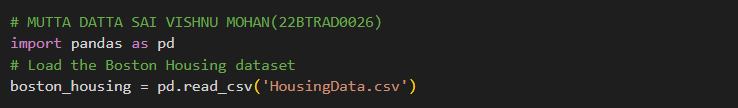 # MUTTA DATTA SAI VISHNU MOHAN(22BTRAD0026)
import pandas as pd
# Load the Boston Housing dataset
boston_housing = pd.read_csv('HousingData.csv')